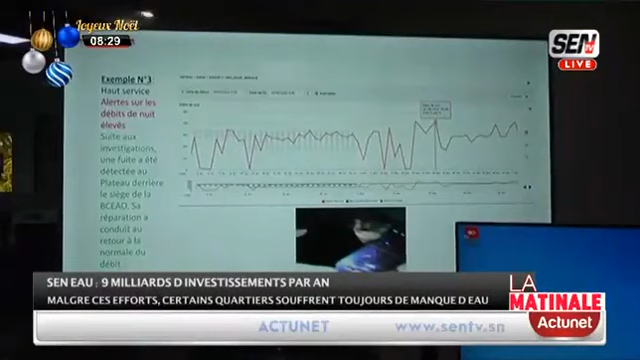 Joyeux Noël
08:29
SEN TV
LIVE
Exemple N°3:
Haut service
Alertes sur les
débits de nuit
élevés
Suite aux
investigations,
une fuite a été
détectée au
Plateau derrière
le siège de la
BCEAO. Sa
réparation a
conduit au
retour à la
normale du
débit
SEN EAU : 9 MILLIARDS D INVESTISSEMENTS PAR AN
MALGRE CES EFFORTS, CERTAINS QUARTIERS SOUFFRENT TOUJOURS DE MANQUE D EAU
LA
MATINALE
Actunet
ACTUNET
www.sentv.sn